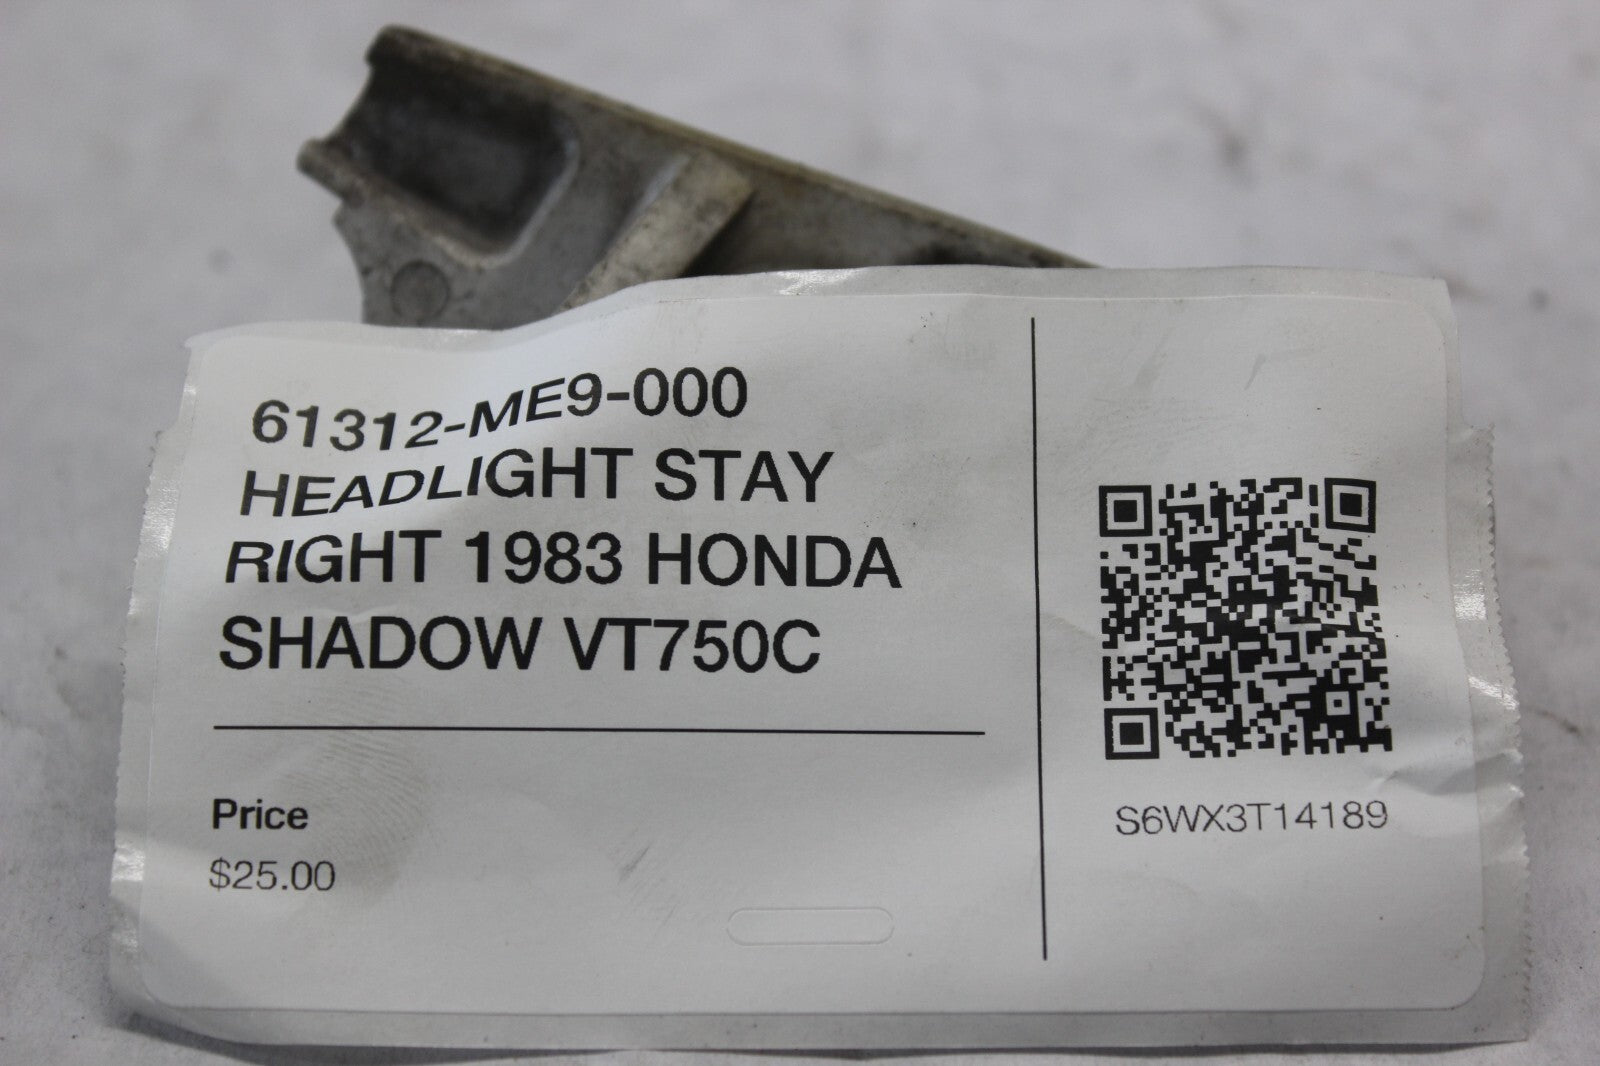 61312-ME9-000
HEADLIGHT STAY
RIGHT 1983 HONDA
SHADOW VT750C
Price
$25.00
S6WX3T14189